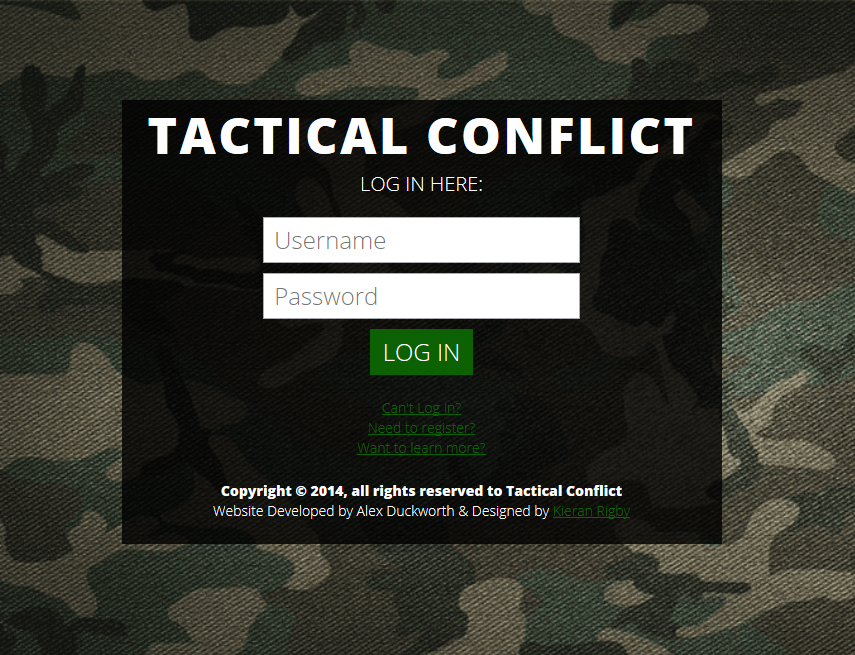 TACTICAL CONFLICT
LOG IN HERE:
Username
Password
LOG IN
Can't Log in?
Need to register?
Want to learn more?
Copyright © 2014, all rights reserved to Tactical Conflict
Website Developed by Alex Duckworth & Designed by Kieran Rigby